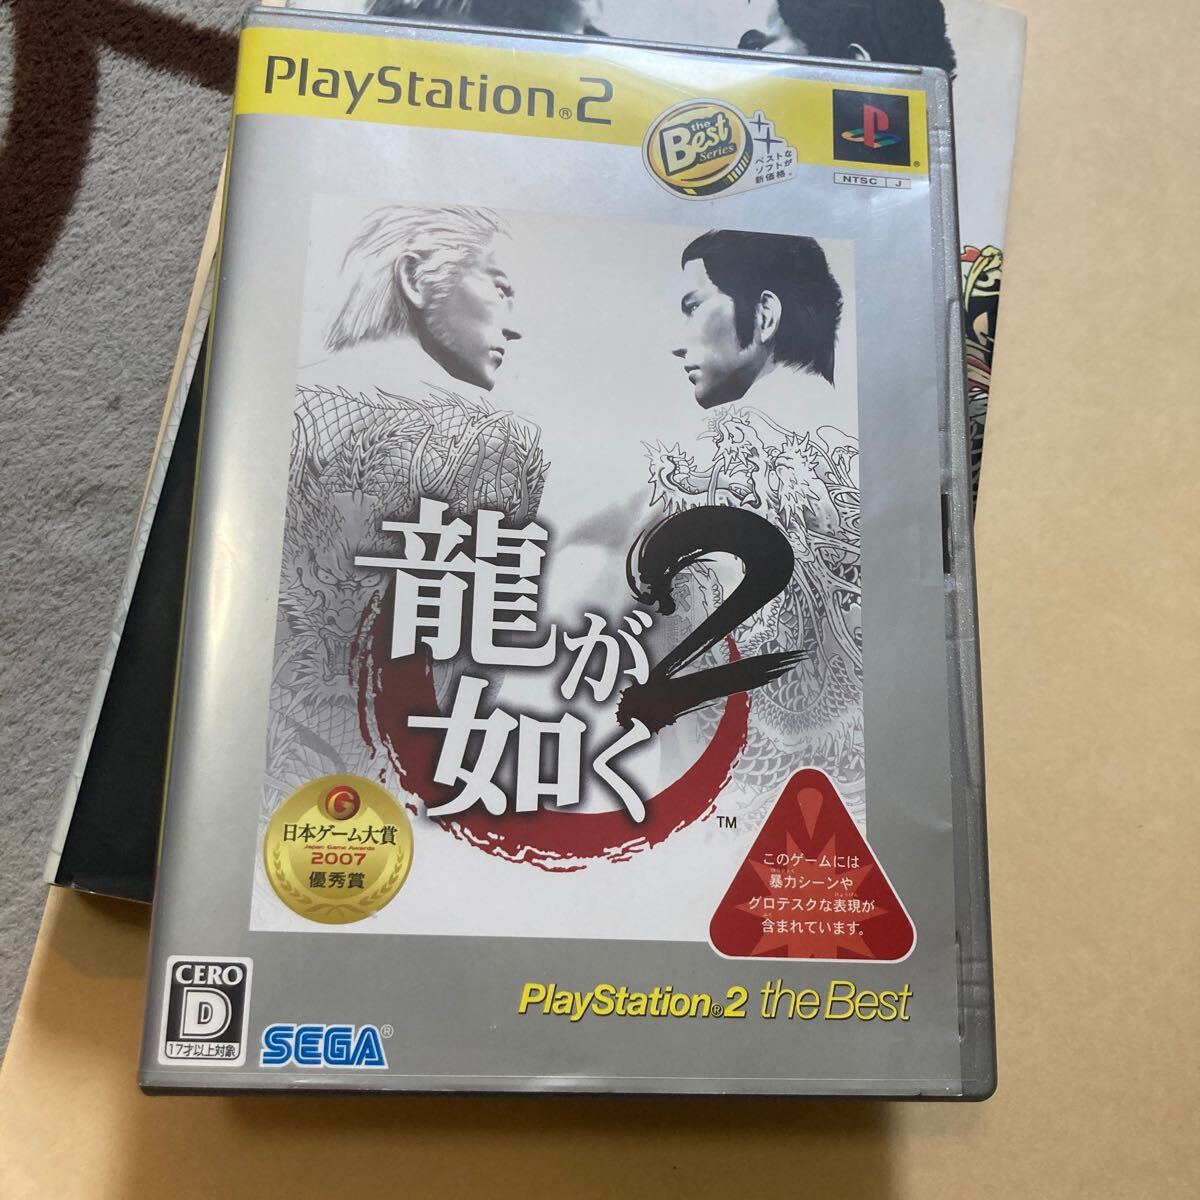 PlayStation®2
the
Best
Series
ベストな
ソフトが
新価格。
®
NTSC J
龍が
如く2
™
G
日本ゲーム大賞
Japan Game Awards
2007
優秀賞
このゲームには
暴力シーンや
グロテスクな表現が
含まれています。
CERO
D
17才以上対象
SEGA®
PlayStation®2 the Best